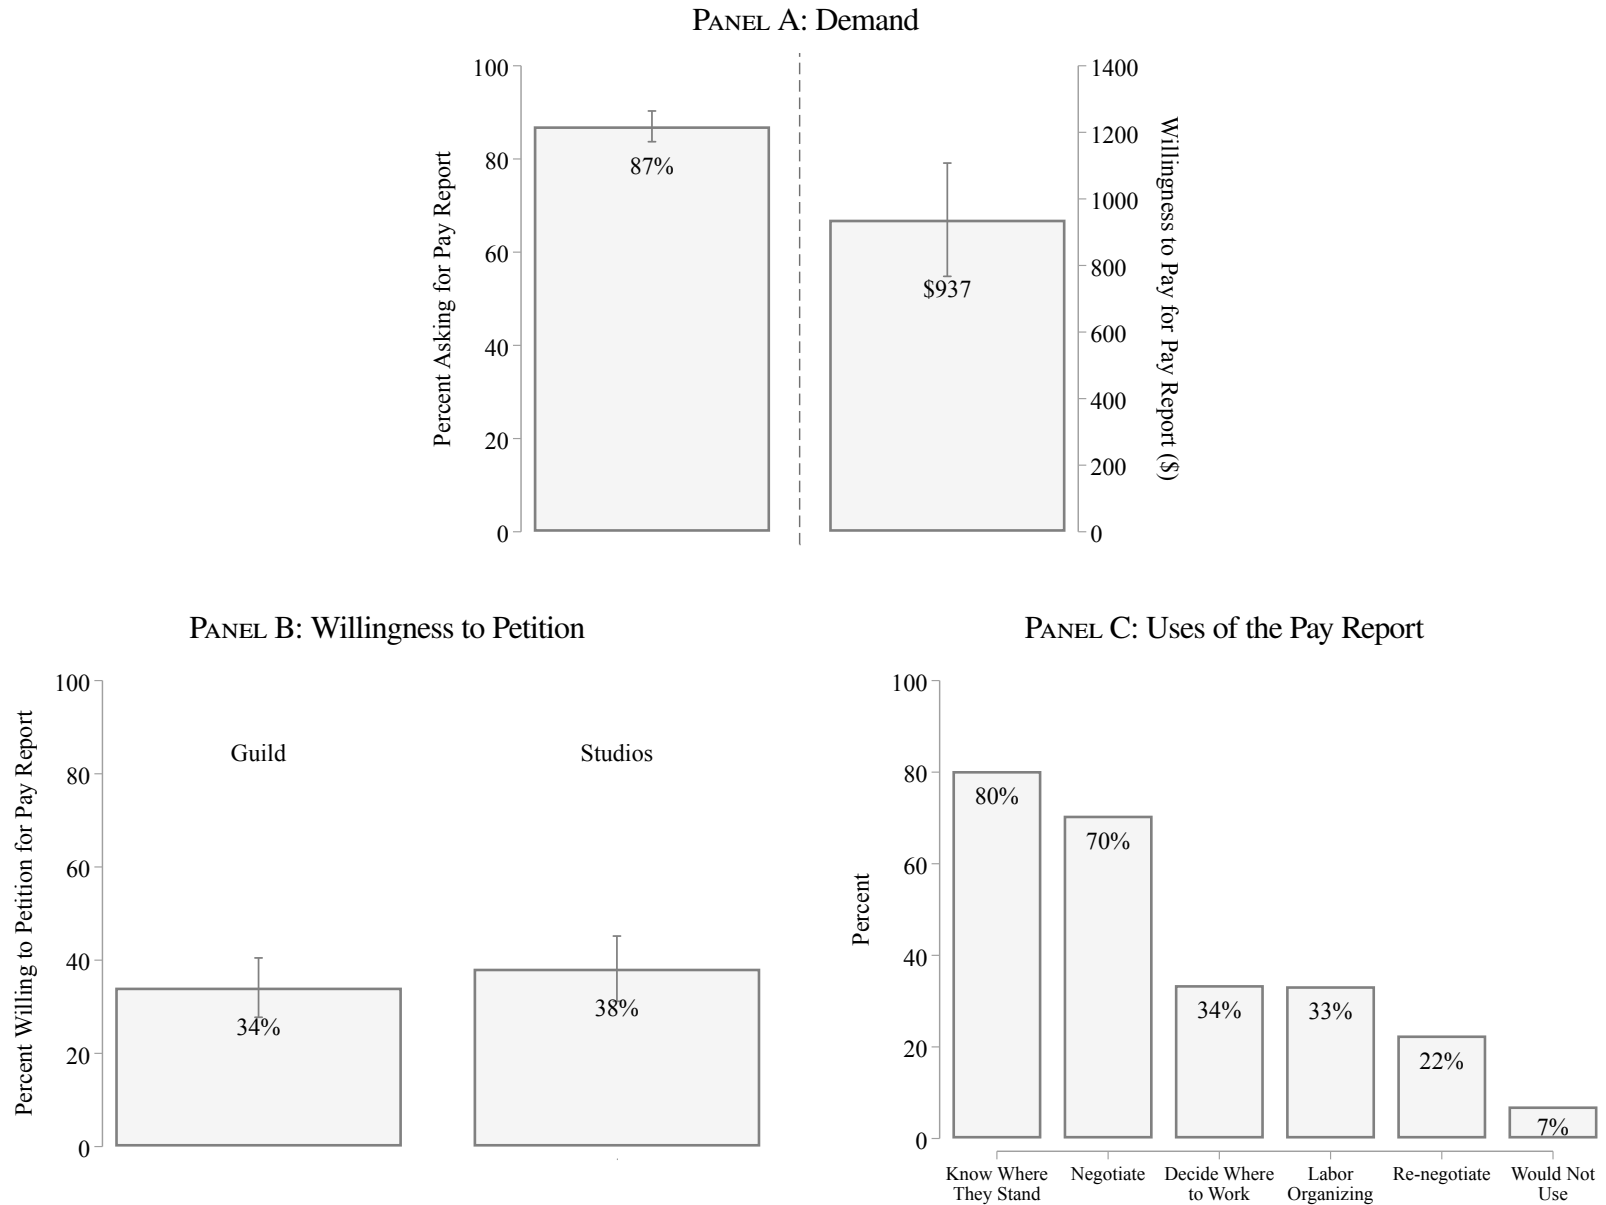 PANEL A: Demand
Percent Asking for Pay Report
100
80
60
40
20
0
87%
$937
1400
1200
1000
800
600
400
200
0
Willingness to Pay for Pay Report ($)
PANEL B: Willingness to Petition
Percent Willing to Petition for Pay Report
100
80
60
40
20
0
Guild
Studios
34%
38%
PANEL C: Uses of the Pay Report
Percent
100
80
60
40
20
0
80%
70%
34%
33%
22%
7%
Know Where
They Stand
Negotiate
Decide Where
to Work
Labor
Organizing
Re-negotiate
Would Not
Use